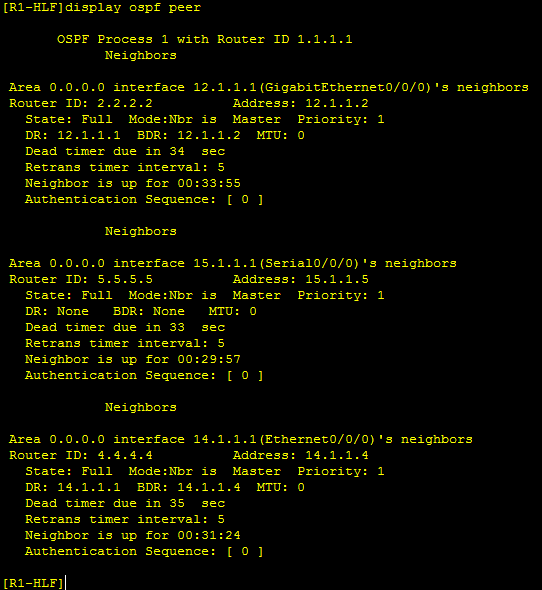 [R1-HLF]display ospf peer
OSPF Process 1 with Router ID 1.1.1.1
Neighbors
Area 0.0.0.0 interface 12.1.1.1(GigabitEthernet0/0/0)'s neighbors
Router ID: 2.2.2.2          Address: 12.1.1.2
State: Full  Mode:Nbr is  Master  Priority: 1
DR: 12.1.1.1  BDR: 12.1.1.2  MTU: 0
Dead timer due in 34  sec
Retrans timer interval: 5
Neighbor is up for 00:33:55
Authentication Sequence: [ 0 ]
Neighbors
Area 0.0.0.0 interface 15.1.1.1(Serial0/0/0)'s neighbors
Router ID: 5.5.5.5          Address: 15.1.1.5
State: Full  Mode:Nbr is  Master  Priority: 1
DR: None   BDR: None   MTU: 0
Dead timer due in 33  sec
Retrans timer interval: 5
Neighbor is up for 00:29:57
Authentication Sequence: [ 0 ]
Neighbors
Area 0.0.0.0 interface 14.1.1.1(Ethernet0/0/0)'s neighbors
Router ID: 4.4.4.4          Address: 14.1.1.4
State: Full  Mode:Nbr is  Master  Priority: 1
DR: 14.1.1.1  BDR: 14.1.1.4  MTU: 0
Dead timer due in 35  sec
Retrans timer interval: 5
Neighbor is up for 00:31:24
Authentication Sequence: [ 0 ]
[R1-HLF]